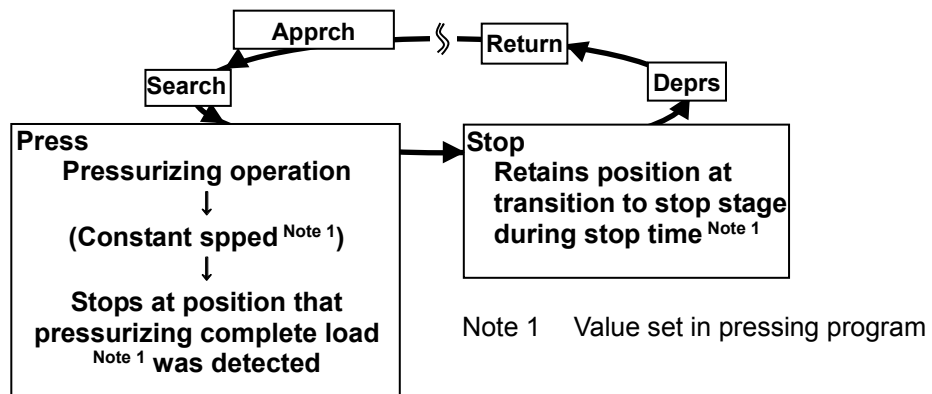 Apprch
Return
Search
Deprs
Press
Pressurizing operation
↓
(Constant spped Note 1)
↓
Stops at position that
pressurizing complete load
Note 1 was detected
Stop
Retains position at
transition to stop stage
during stop time Note 1
Note 1 Value set in pressing program